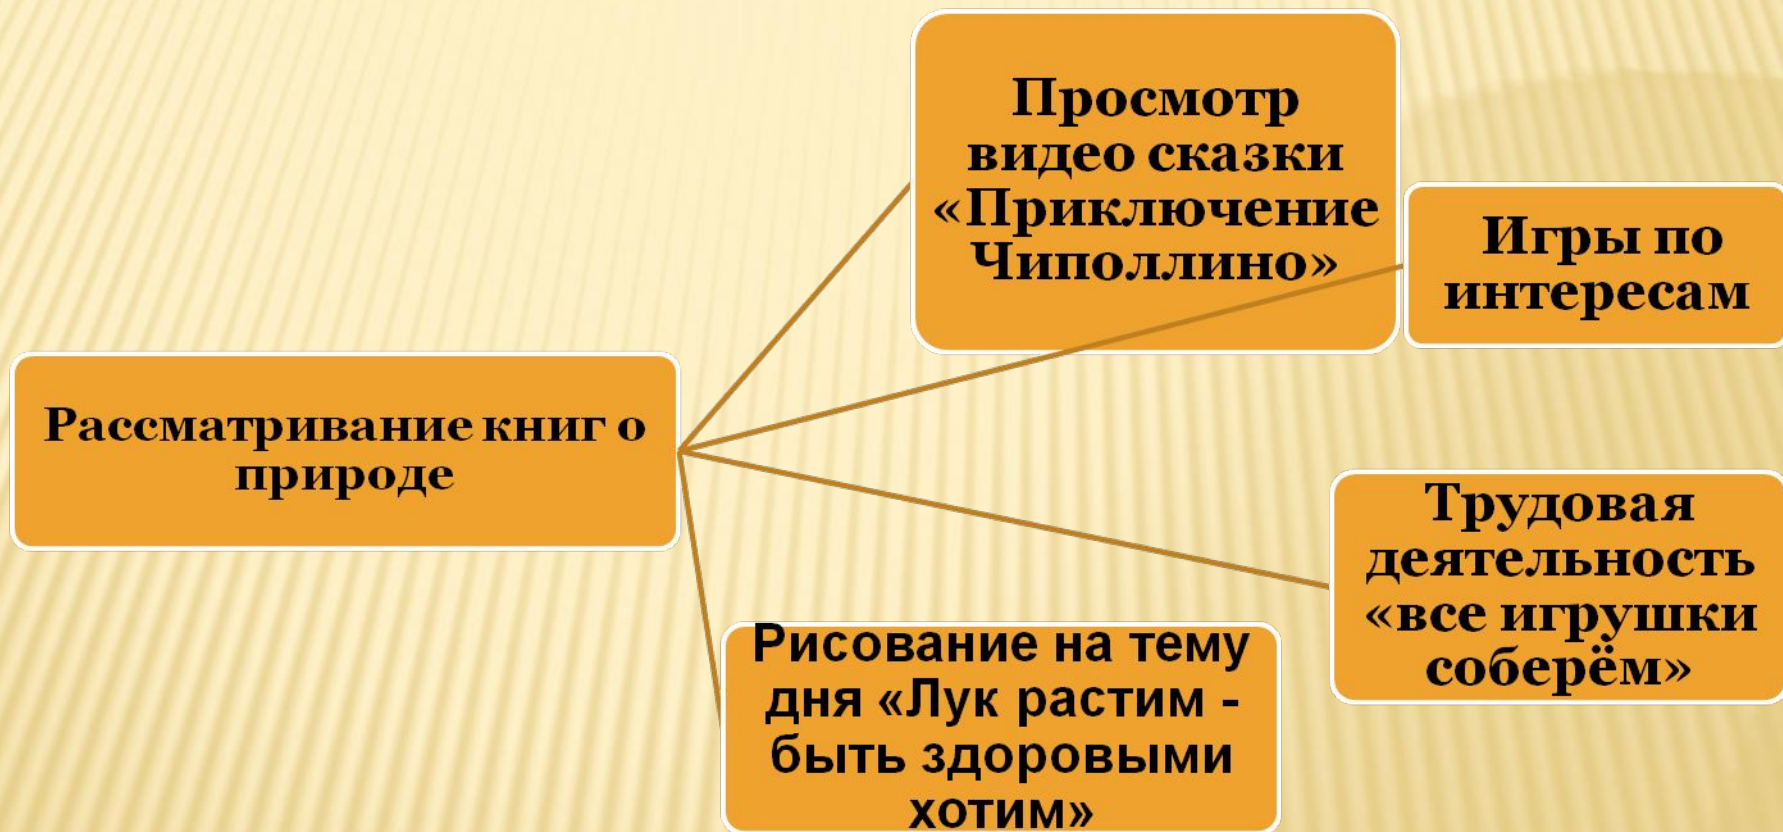 Просмотр
видео сказки
«Приключение
Чиполлино»
Игры по
интересам
Рассматривание книг о
природе
Трудовая
деятельность
«все игрушки
соберём»
Рисование на тему
дня «Лук растим -
быть здоровыми
хотим»